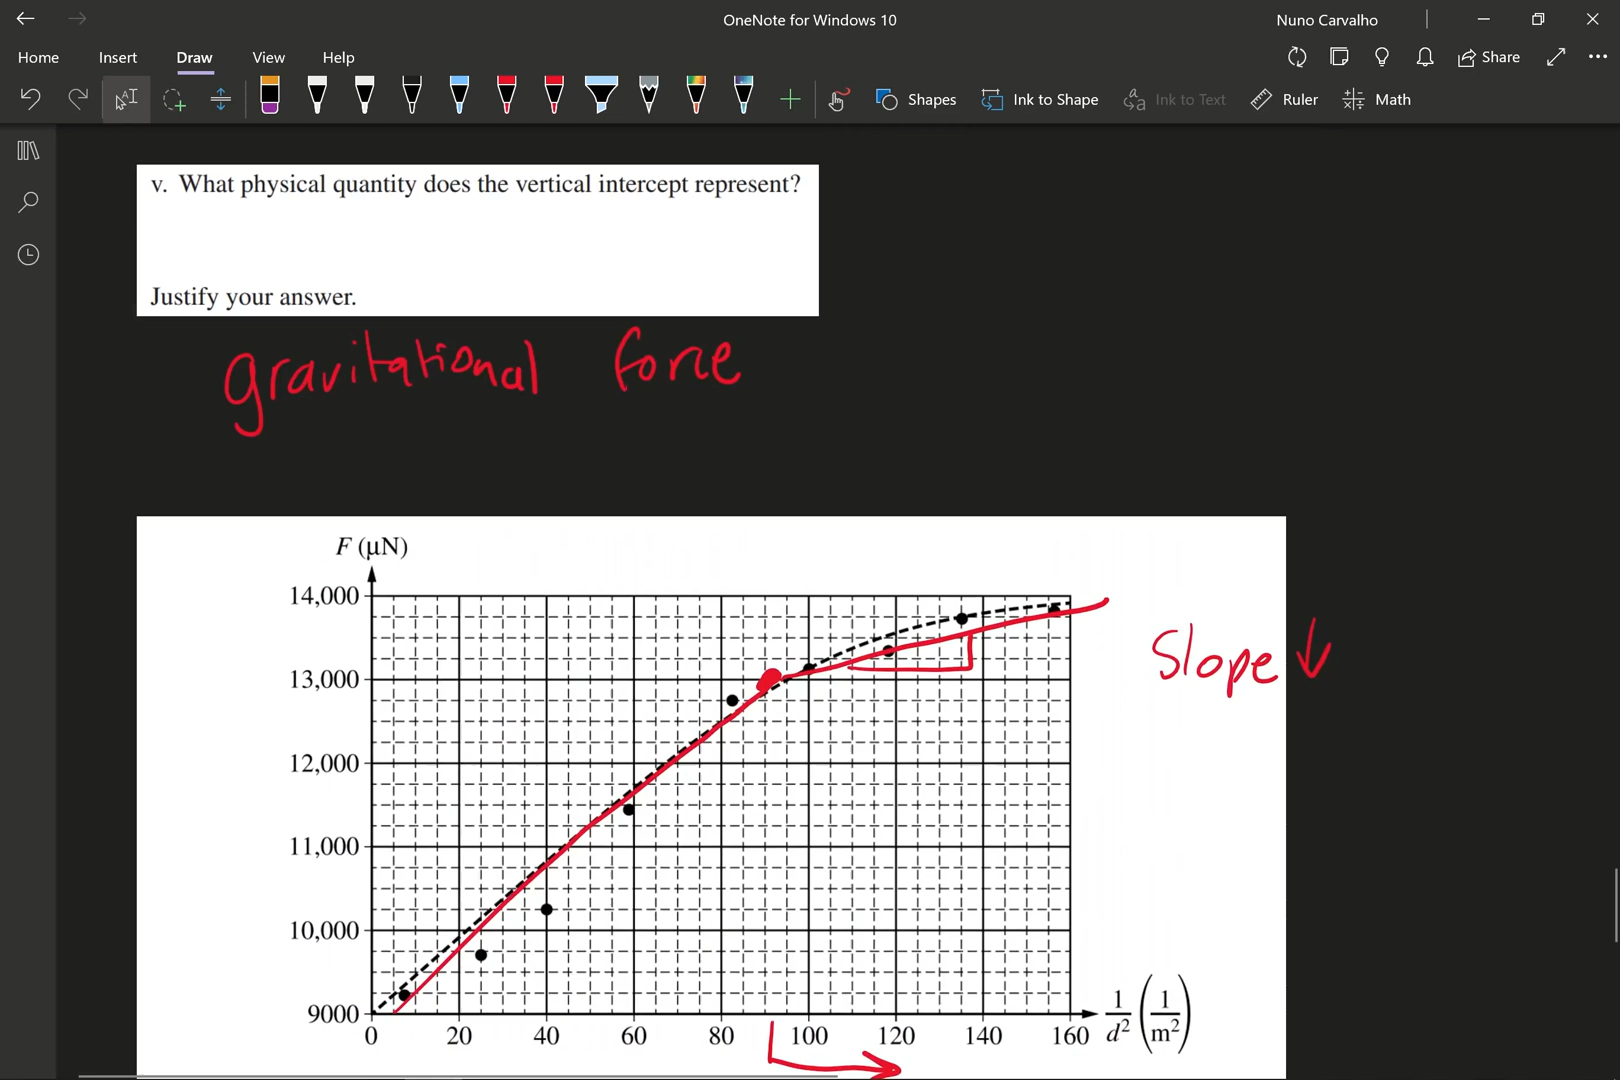 OneNote for Windows 10
Nuno Carvalho
Home Insert Draw View Help
Share
Shapes Ink to Shape Ink to Text Ruler Math
v. What physical quantity does the vertical intercept represent?
Justify your answer.
gravitational force
F (μN)
14,000
13,000
12,000
11,000
10,000
9000
0 20 40 60 80 100 120 140 160
1/d² (1/m²)
Slope ↓